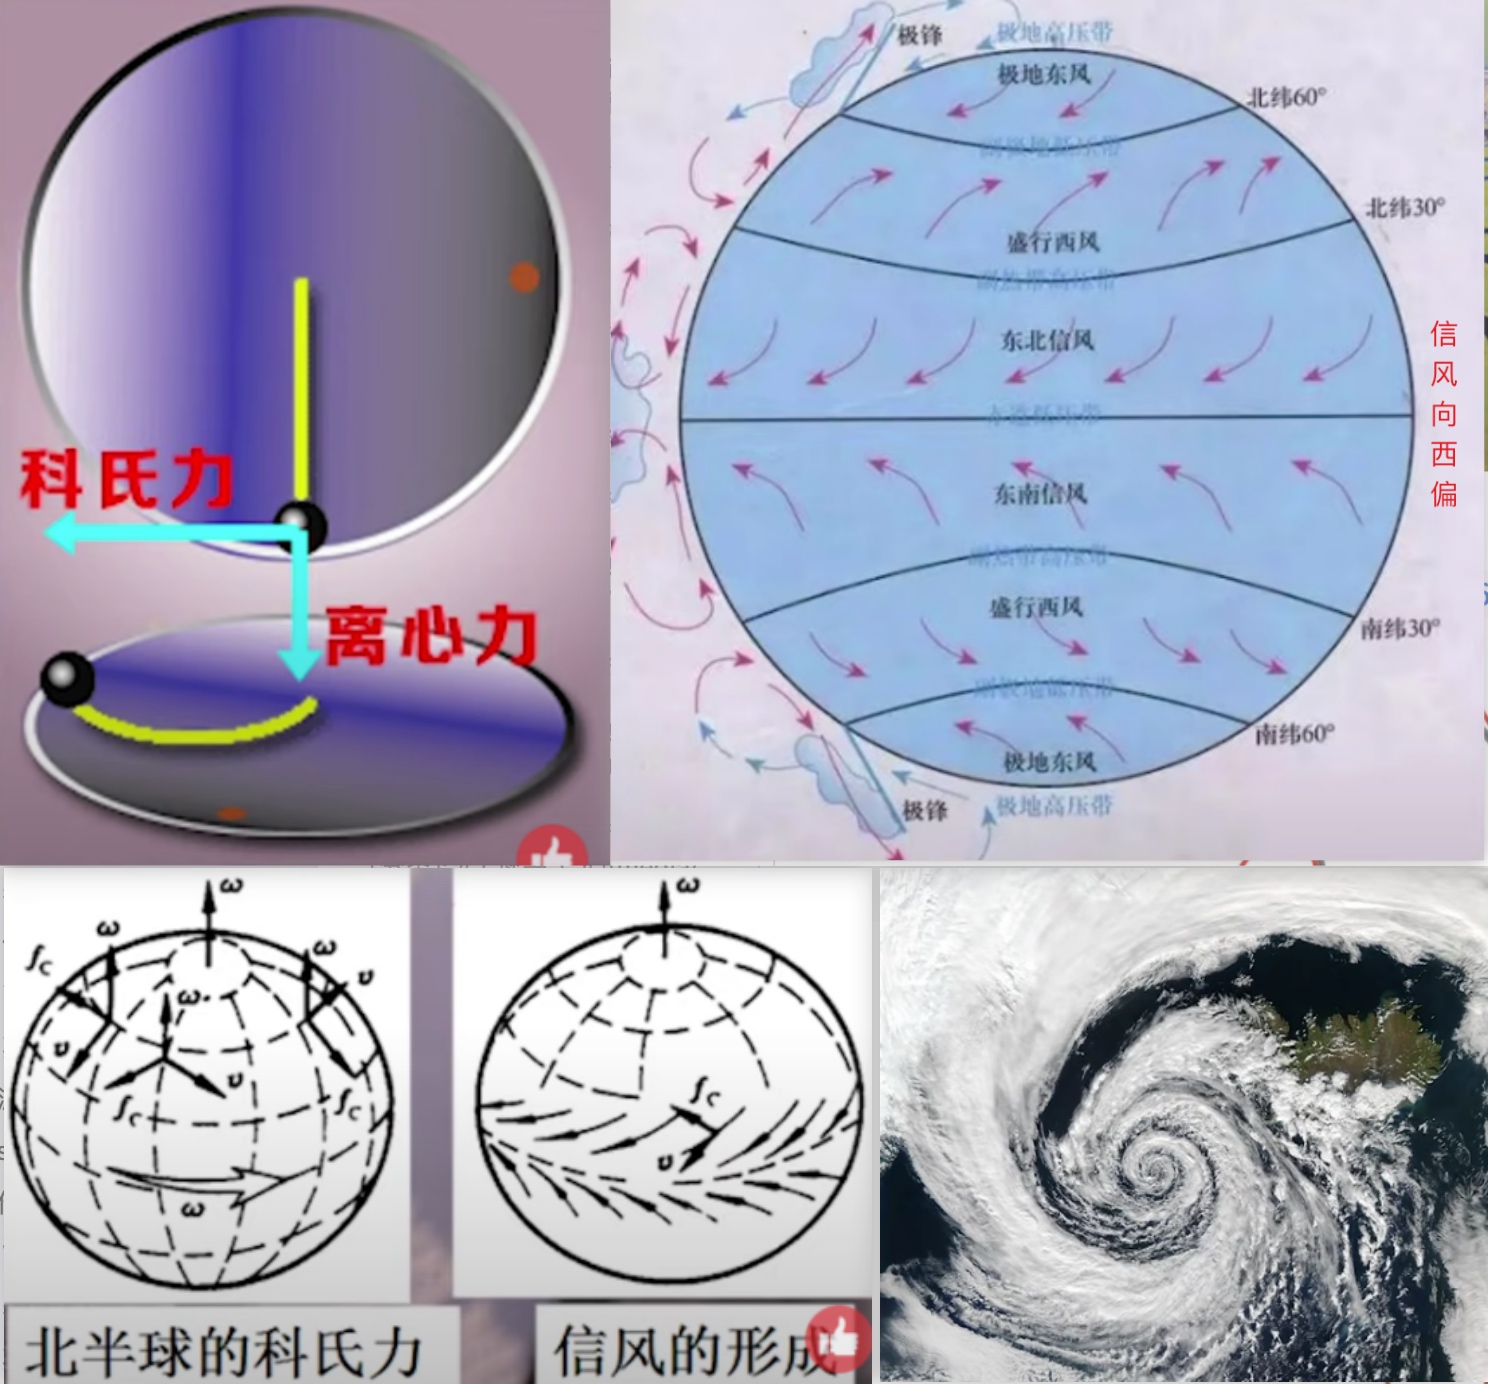 科氏力
离心力
极锋
极地高压带
极地东风
北纬60°
副极地低压带
北纬30°
盛行西风
副热带高压带
东北信风
赤道低压带
东南信风
副热带高压带
盛行西风
南纬30°
副极地低压带
南纬60°
极地东风
极锋
极地高压带
信
风
向
西
偏
ω
ω
fc
ω
υ
ω
υ
υ
fc
fc
ω
北半球的科氏力
ω
fc
υ
信风的形成